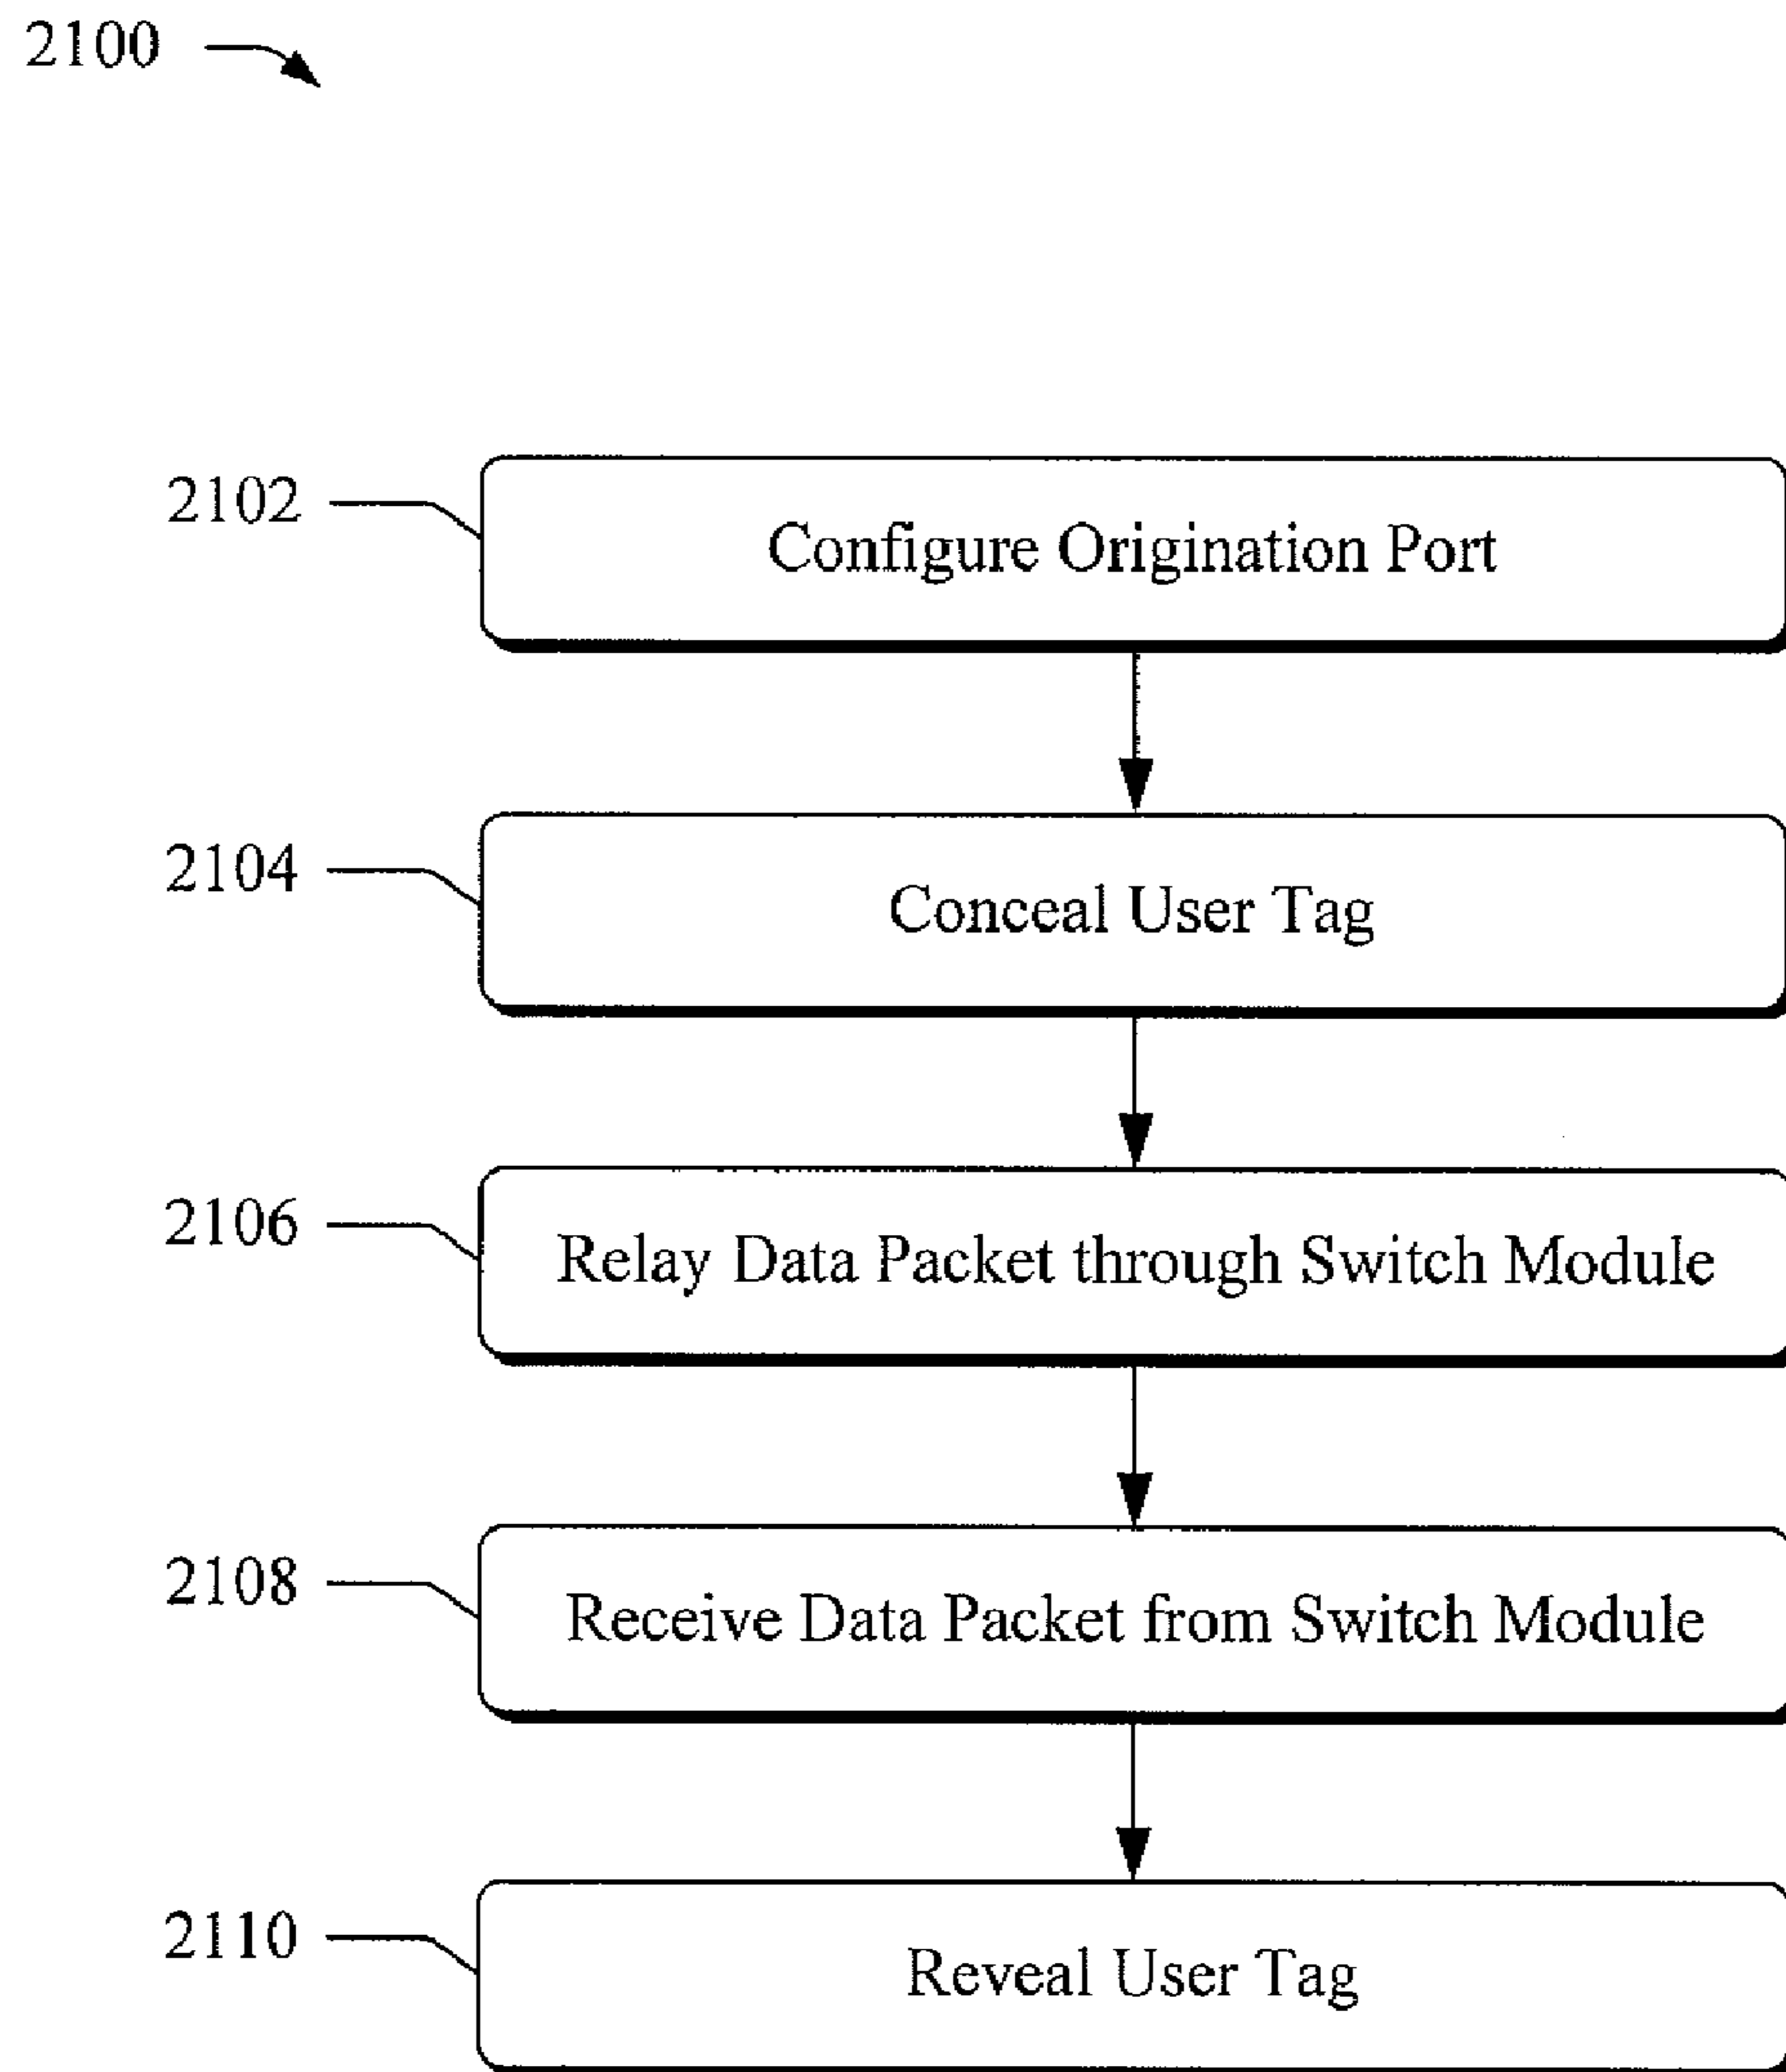 2100
2102
Configure Origination Port
2104
Conceal User Tag
2106
Relay Data Packet through Switch Module
2108
Receive Data Packet from Switch Module
2110
Reveal User Tag